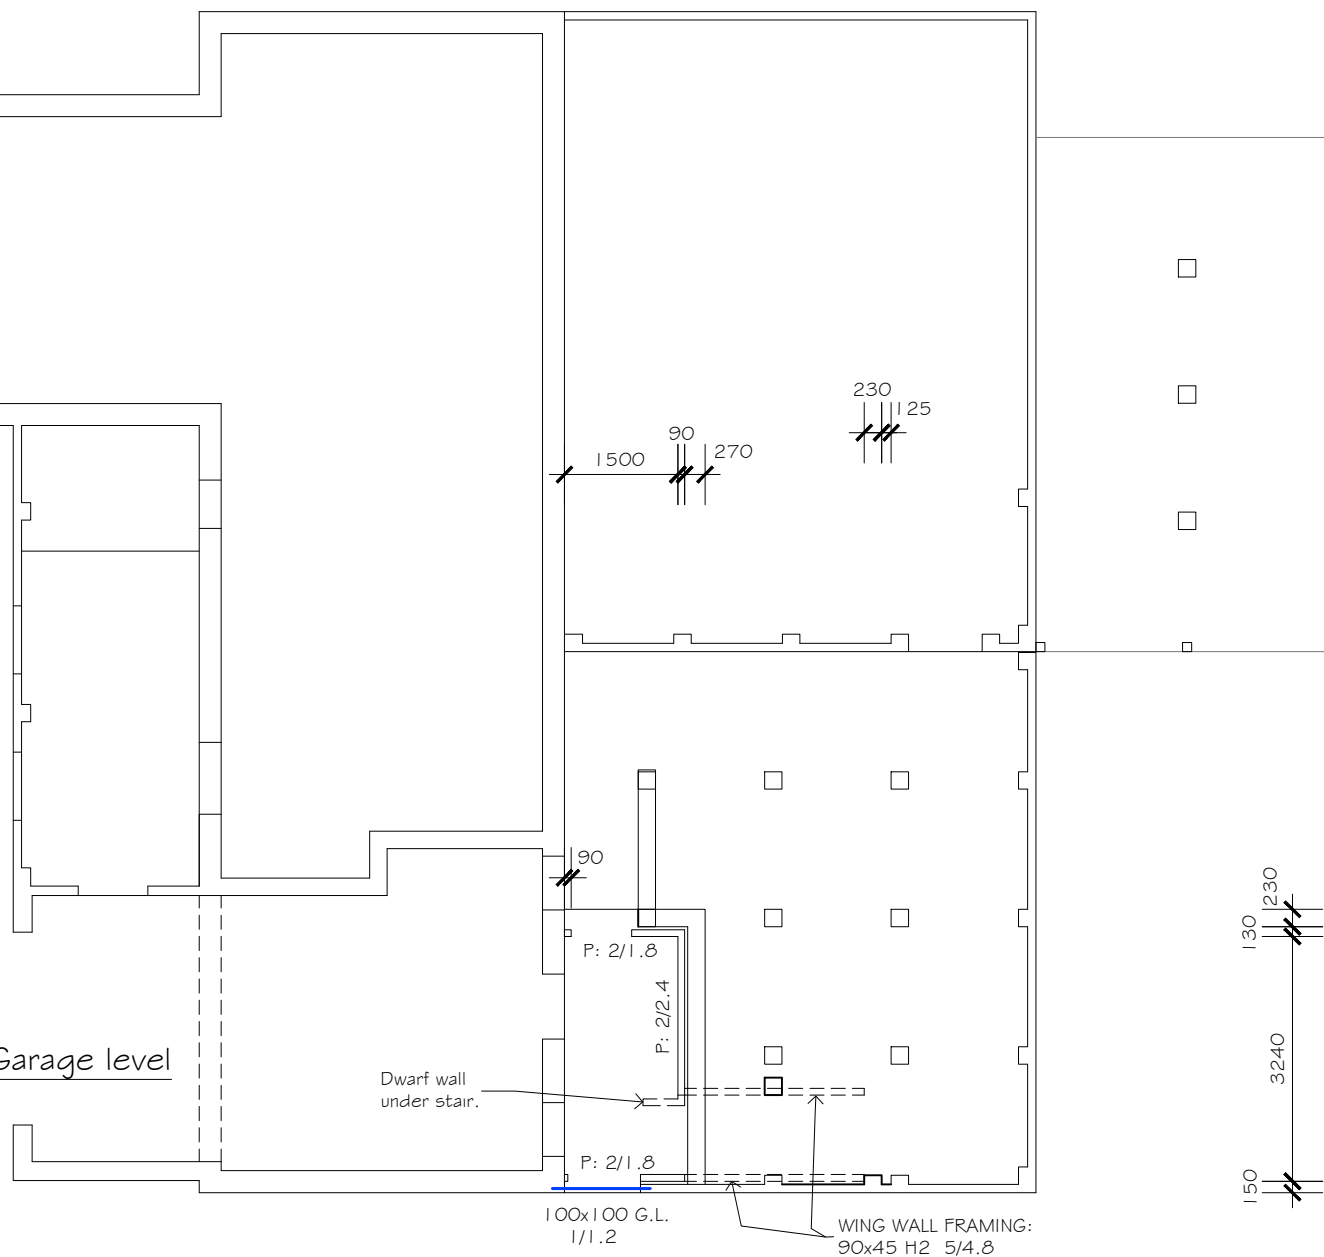 230
125
90
1500
270
90
230
130
P: 2/1.8
P: 2/2.4
Garage level
3240
Dwarf wall
under stair.
P: 2/1.8
150
100x100 G.L.
1/1.2
WING WALL FRAMING:
90x45 H2 5/4.8